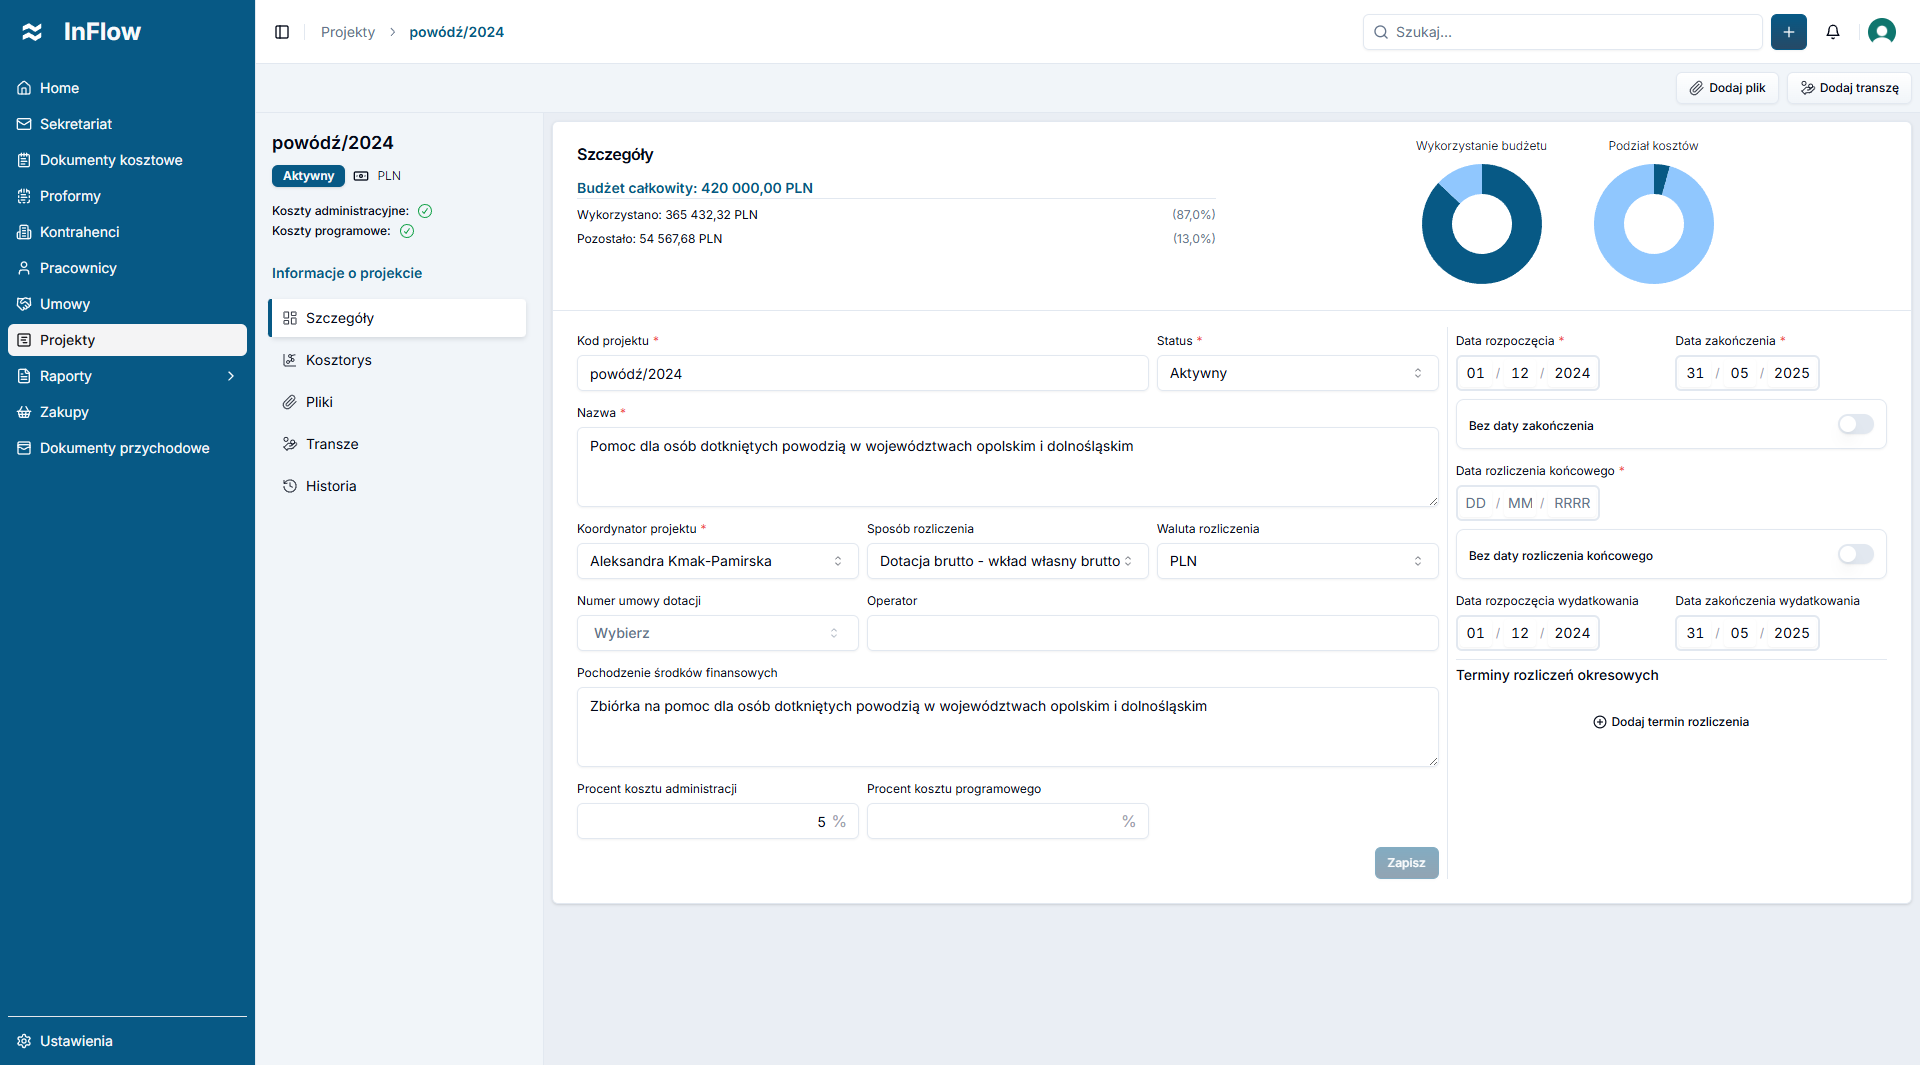 InFlow
Home
Sekretariat
Dokumenty kosztowe
Proformy
Kontrahenci
Pracownicy
Umowy
Projekty
Raporty
Zakupy
Dokumenty przychodowe
Ustawienia
Projekty > powódź/2024
Szukaj...
Dodaj plik
Dodaj transzę
powódź/2024
Aktywny PLN
Koszty administracyjne:
Koszty programowe:
Informacje o projekcie
Szczegóły
Kosztorys
Pliki
Transze
Historia
Szczegóły
Budżet całkowity: 420 000,00 PLN
Wykorzystano: 365 432,32 PLN (87,0%)
Pozostało: 54 567,68 PLN (13,0%)
Wykorzystanie budżetu
Podział kosztów
Kod projektu *
powódź/2024
Status *
Aktywny
Nazwa *
Pomoc dla osób dotkniętych powodzią w województwach opolskim i dolnośląskim
Koordynator projektu *
Aleksandra Kmak-Pamirska
Sposób rozliczenia
Dotacja brutto - wkład własny brutto
Waluta rozliczenia
PLN
Numer umowy dotacji
Wybierz
Operator
Pochodzenie środków finansowych
Zbiórka na pomoc dla osób dotkniętych powodzią w województwach opolskim i dolnośląskim
Procent kosztu administracji
5 %
Procent kosztu programowego
%
Zapisz
Data rozpoczęcia *
01 / 12 / 2024
Data zakończenia *
31 / 05 / 2025
Bez daty zakończenia
Data rozliczenia końcowego *
DD / MM / RRRR
Bez daty rozliczenia końcowego
Data rozpoczęcia wydatkowania
01 / 12 / 2024
Data zakończenia wydatkowania
31 / 05 / 2025
Terminy rozliczeń okresowych
Dodaj termin rozliczenia